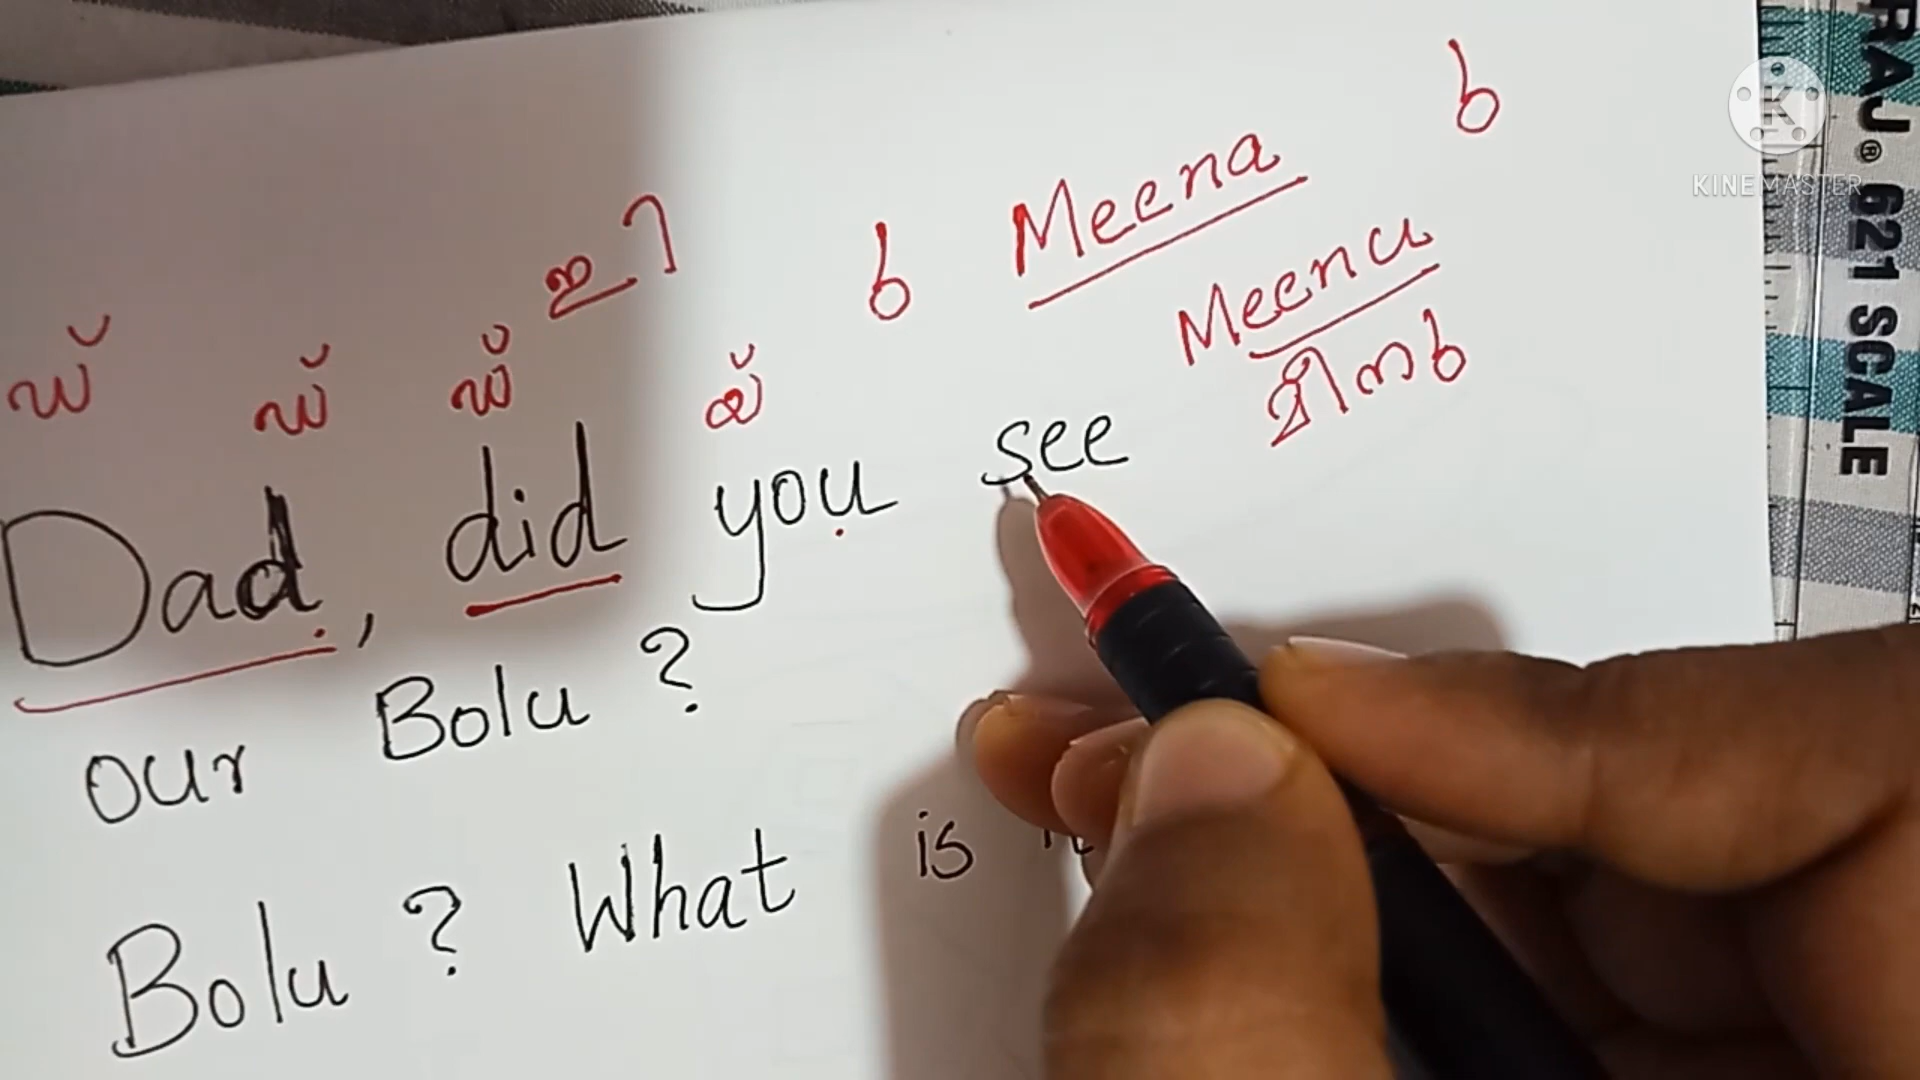 Meena
Meenu
മീനൂ
Dad, did you see
our Bolu ?
Bolu ? What is
RAJ® 621 SCALE
KINEMASTER